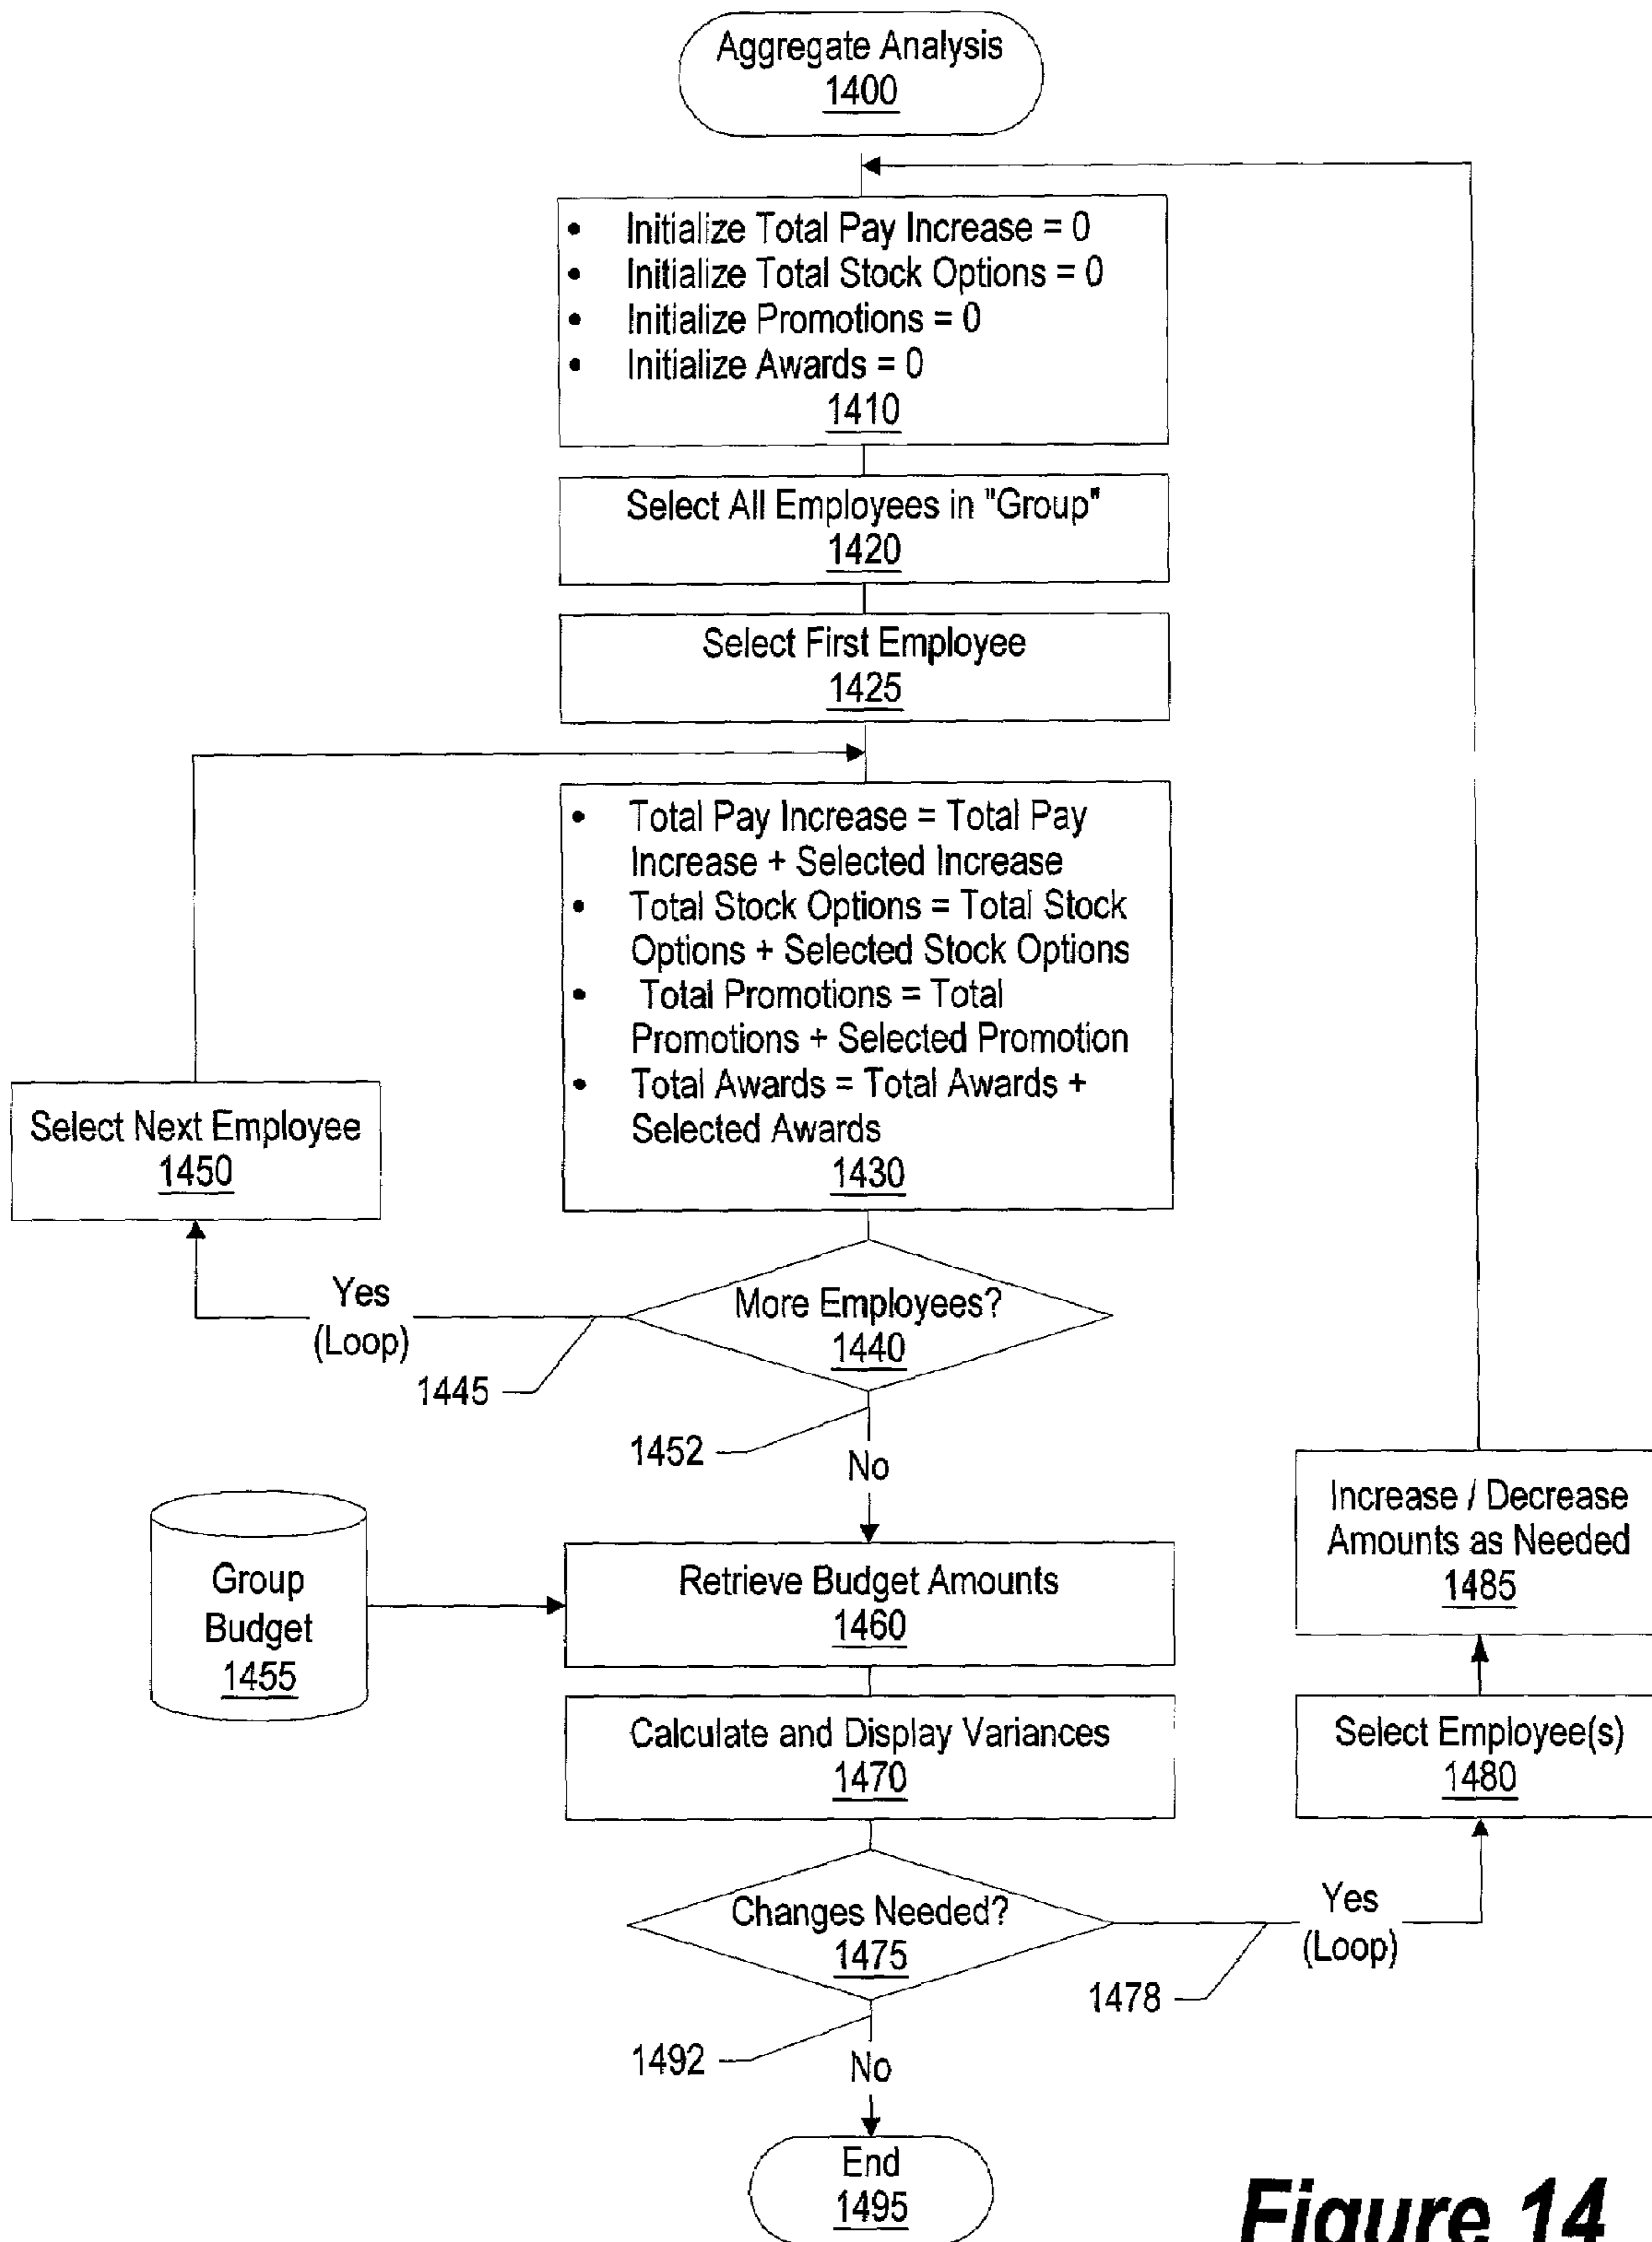 Aggregate Analysis
1400
• Initialize Total Pay Increase = 0
• Initialize Total Stock Options = 0
• Initialize Promotions = 0
• Initialize Awards = 0
1410
Select All Employees in "Group"
1420
Select First Employee
1425
• Total Pay Increase = Total Pay
Increase + Selected Increase
• Total Stock Options = Total Stock
Options + Selected Stock Options
• Total Promotions = Total
Promotions + Selected Promotion
• Total Awards = Total Awards +
Selected Awards
1430
Select Next Employee
1450
More Employees?
1440
Yes
(Loop)
1445
1452
No
Group
Budget
1455
Retrieve Budget Amounts
1460
Calculate and Display Variances
1470
Increase / Decrease
Amounts as Needed
1485
Select Employee(s)
1480
Changes Needed?
1475
Yes
(Loop)
1478
1492
No
End
1495
Figure 14